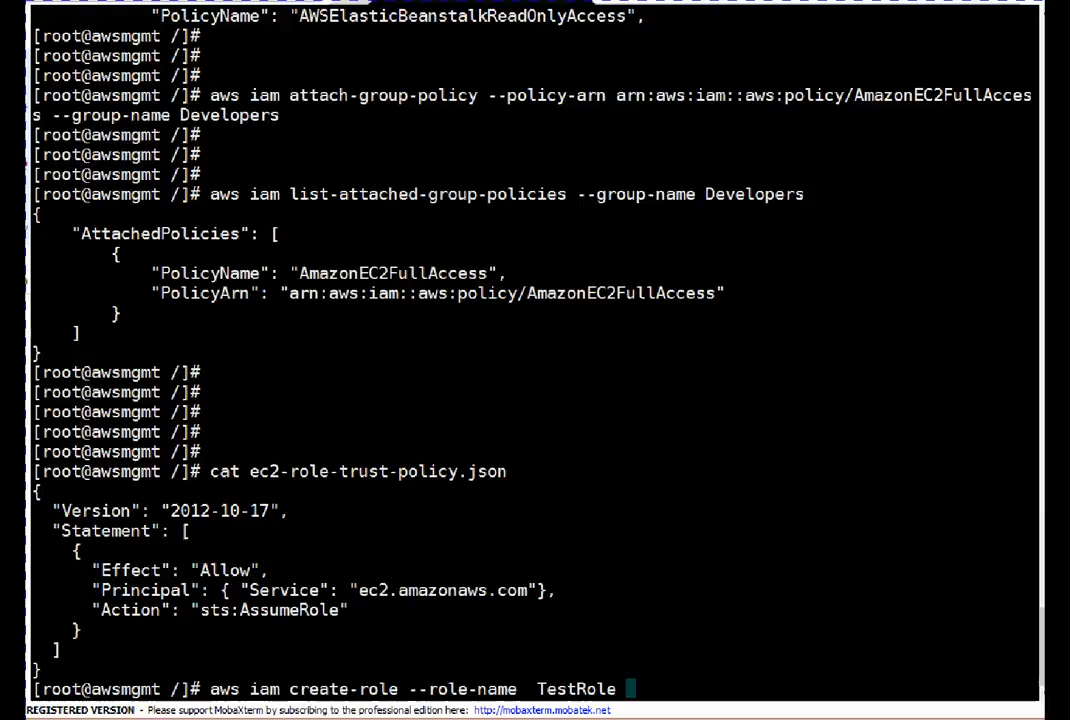 "PolicyName": "AWSElasticBeanstalkReadOnlyAccess",
[root@awsmgmt /]#
[root@awsmgmt /]#
[root@awsmgmt /]#
[root@awsmgmt /]# aws iam attach-group-policy --policy-arn arn:aws:iam::aws:policy/AmazonEC2FullAcces
s --group-name Developers
[root@awsmgmt /]#
[root@awsmgmt /]#
[root@awsmgmt /]#
[root@awsmgmt /]# aws iam list-attached-group-policies --group-name Developers
{
    "AttachedPolicies": [
        {
            "PolicyName": "AmazonEC2FullAccess",
            "PolicyArn": "arn:aws:iam::aws:policy/AmazonEC2FullAccess"
        }
    ]
}
[root@awsmgmt /]#
[root@awsmgmt /]#
[root@awsmgmt /]#
[root@awsmgmt /]#
[root@awsmgmt /]#
[root@awsmgmt /]# cat ec2-role-trust-policy.json
{
  "Version": "2012-10-17",
  "Statement": [
    {
      "Effect": "Allow",
      "Principal": { "Service": "ec2.amazonaws.com"},
      "Action": "sts:AssumeRole"
    }
  ]
}
[root@awsmgmt /]# aws iam create-role --role-name  TestRole
REGISTERED VERSION - Please support MobaXterm by subscribing to the professional edition here: http://mobaxterm.mobatek.net